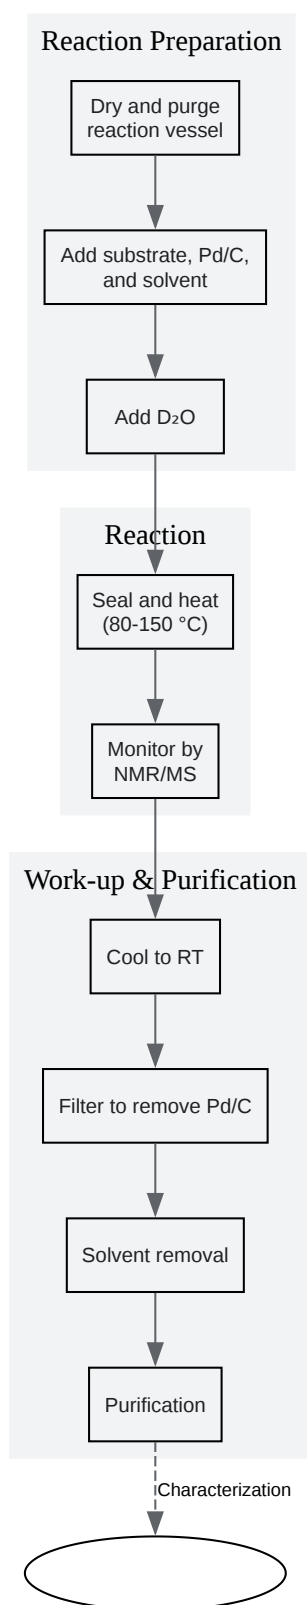 Reaction Preparation
Dry and purge
reaction vessel
Add substrate, Pd/C,
and solvent
Add D₂O
Reaction
Seal and heat
(80-150 °C)
Monitor by
NMR/MS
Work-up & Purification
Cool to RT
Filter to remove Pd/C
Solvent removal
Purification
Characterization